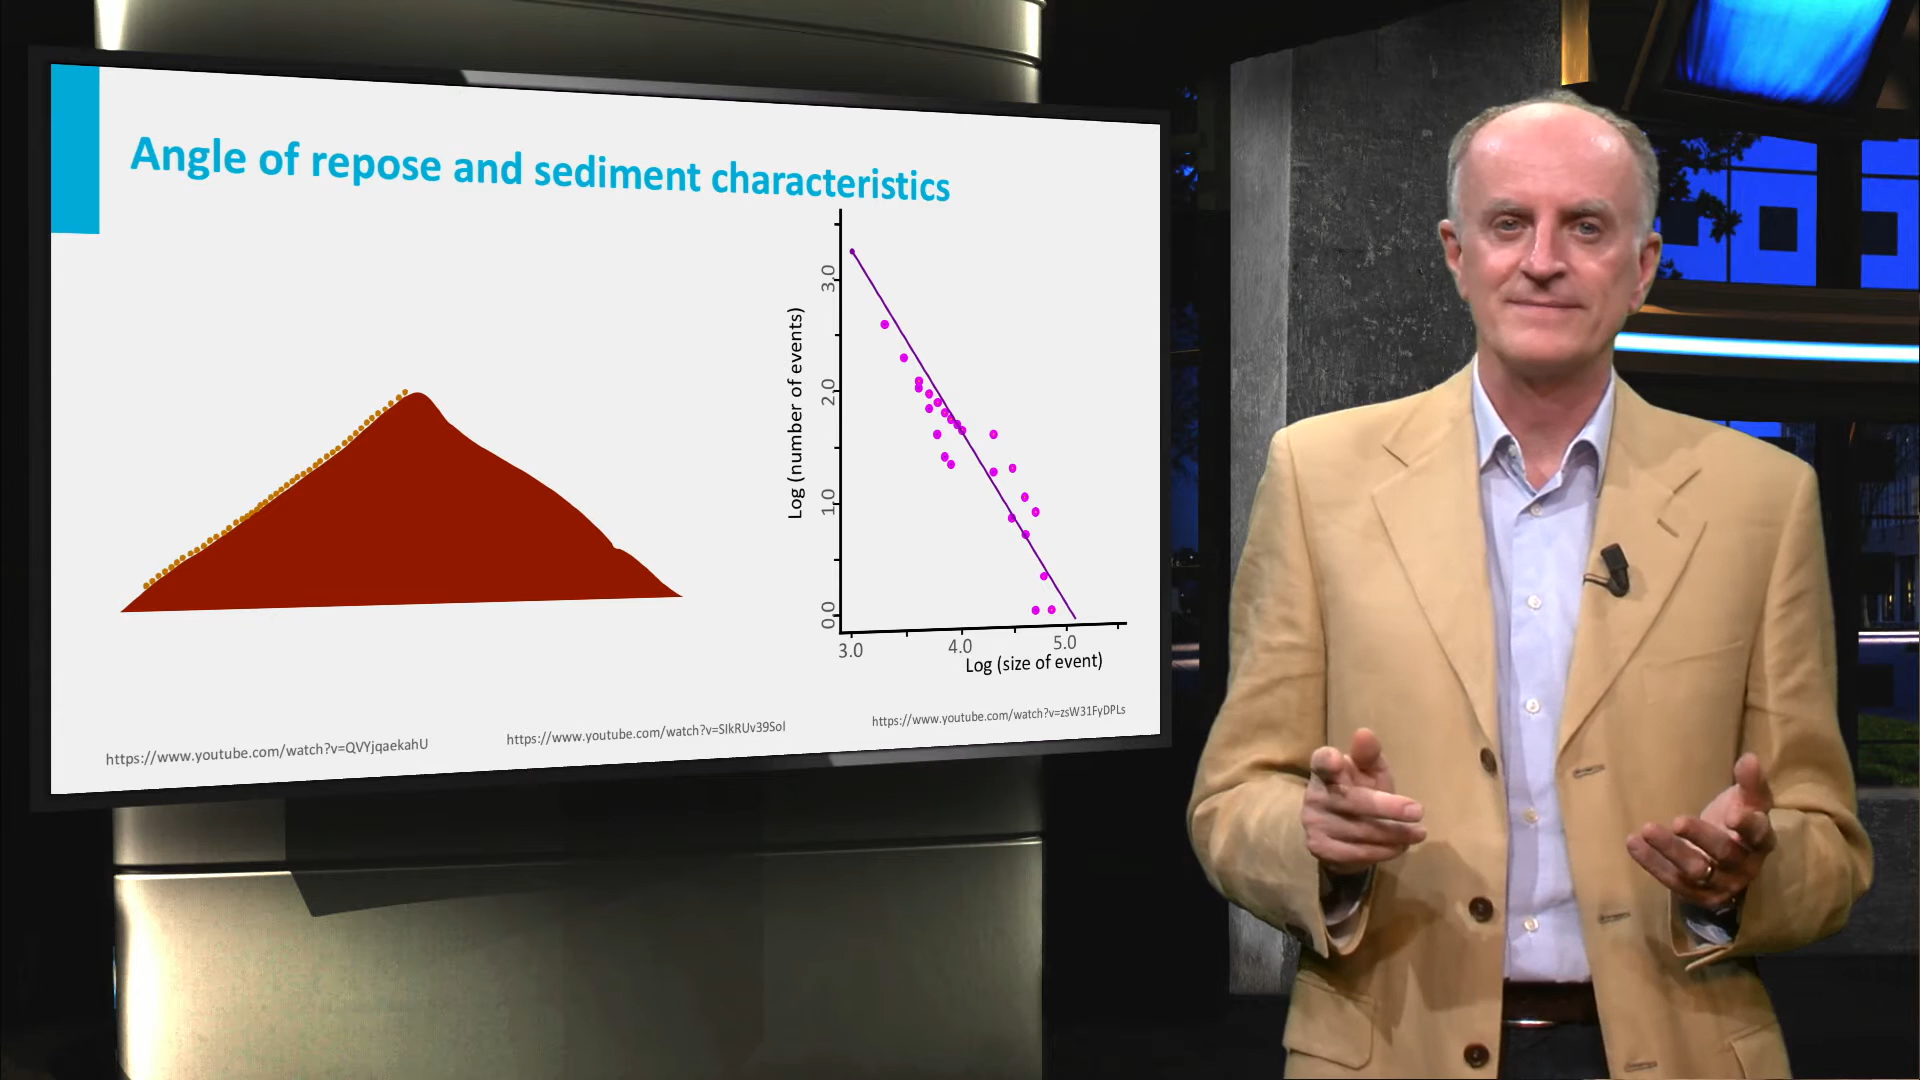 Angle of repose and sediment characteristics
Log (number of events)
3.0
2.0
1.0
0.0
3.0
4.0
5.0
Log (size of event)
https://www.youtube.com/watch?v=QVYjqaekahU
https://www.youtube.com/watch?v=SIkRUv39SoI
https://www.youtube.com/watch?v=zsW31FyDPLs